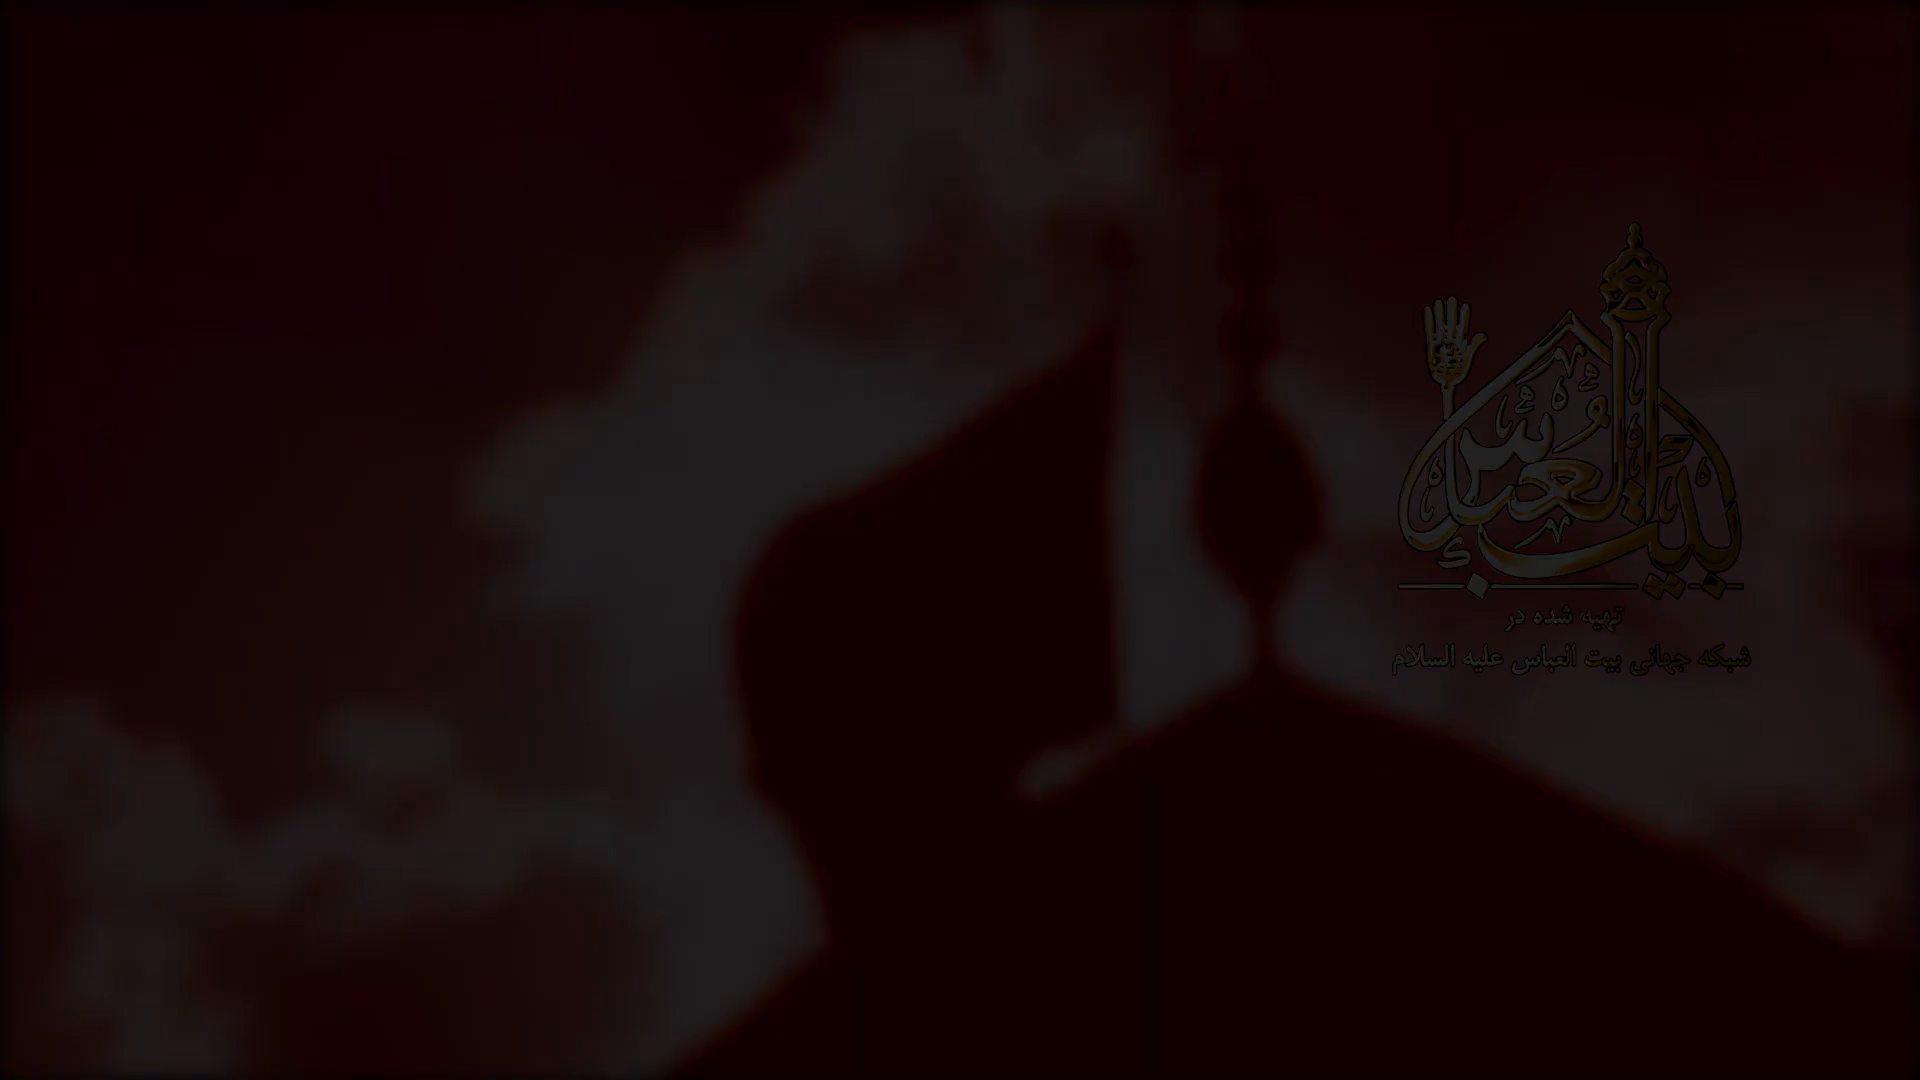 بیت العباس
تهیه شده در
شبکه جهانی بیت العباس علیه السلام